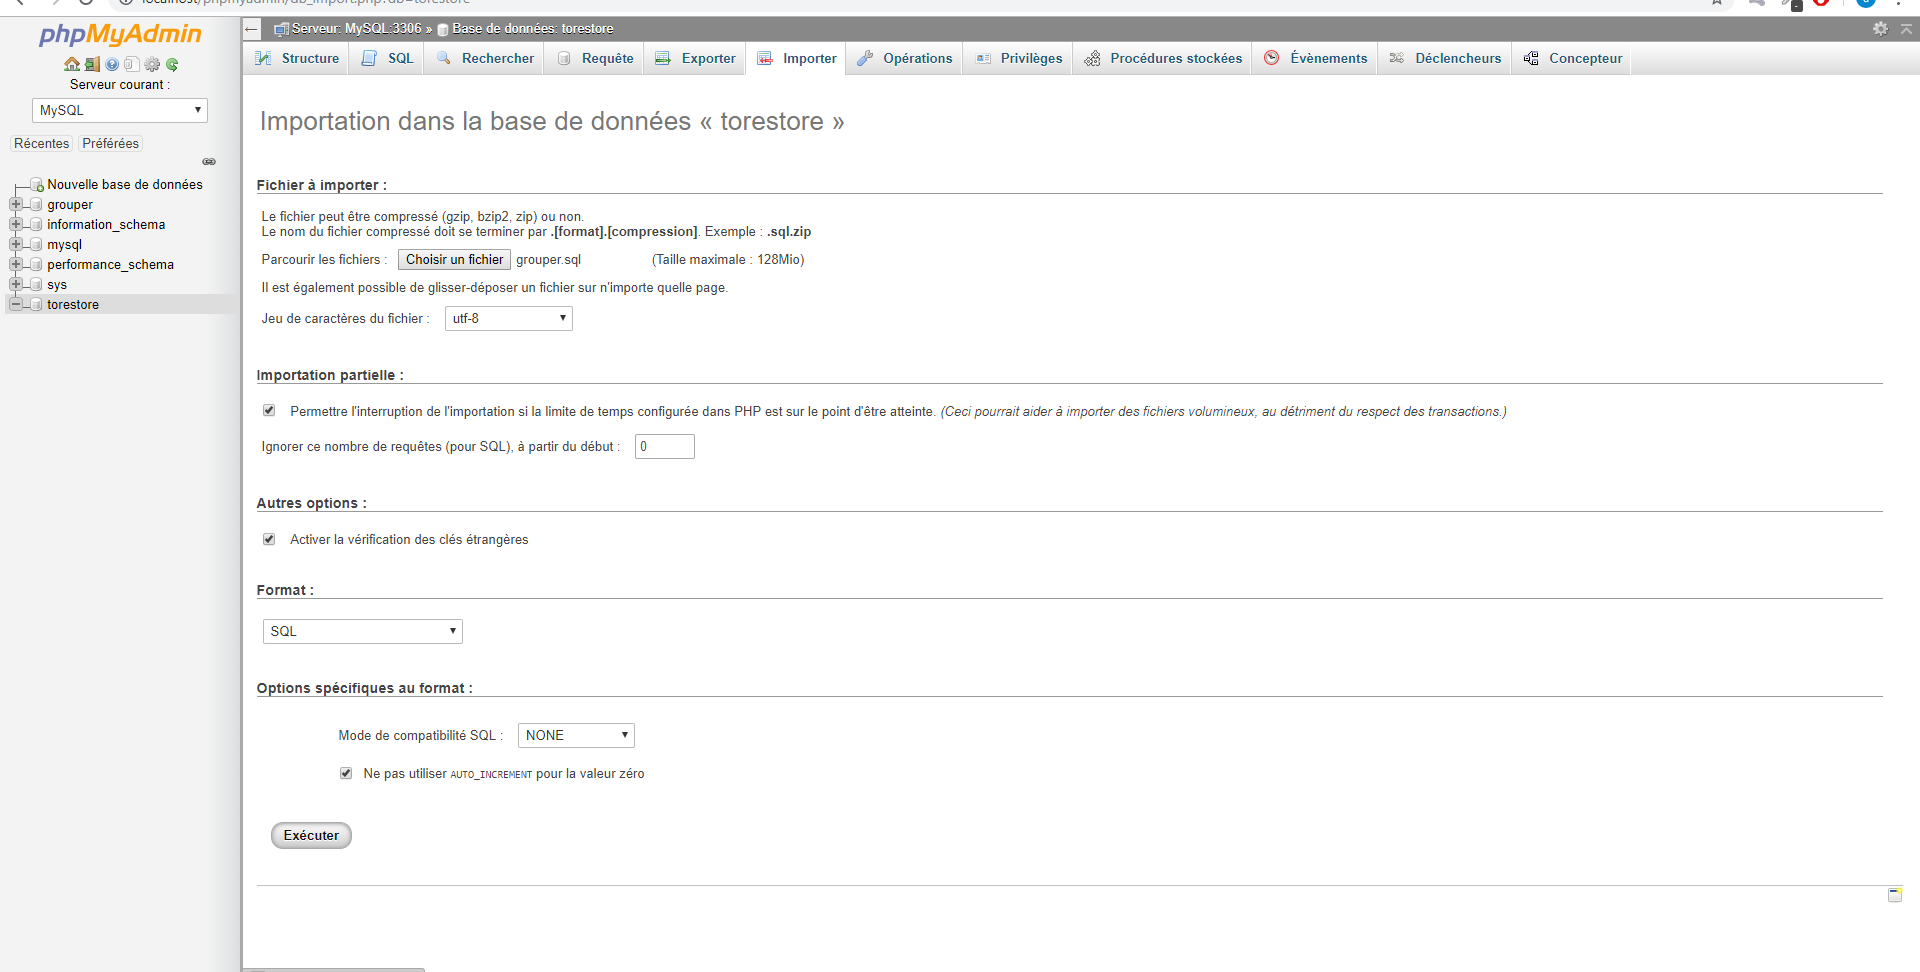 localhost/phpmyadmin/db_import.php?db=torestore
phpMyAdmin
Serveur courant :
MySQL
Récentes
Préférées
Nouvelle base de données
grouper
information_schema
mysql
performance_schema
sys
torestore
Serveur: MySQL:3306 » Base de données: torestore
Structure
SQL
Rechercher
Requête
Exporter
Importer
Opérations
Privilèges
Procédures stockées
Évènements
Déclencheurs
Concepteur
Importation dans la base de données « torestore »
Fichier à importer :
Le fichier peut être compressé (gzip, bzip2, zip) ou non.
Le nom du fichier compressé doit se terminer par .[format].[compression]. Exemple : .sql.zip
Parcourir les fichiers : Choisir un fichier grouper.sql (Taille maximale : 128Mio)
Il est également possible de glisser-déposer un fichier sur n'importe quelle page.
Jeu de caractères du fichier : utf-8
Importation partielle :
Permettre l'interruption de l'importation si la limite de temps configurée dans PHP est sur le point d'être atteinte. (Ceci pourrait aider à importer des fichiers volumineux, au détriment du respect des transactions.)
Ignorer ce nombre de requêtes (pour SQL), à partir du début : 0
Autres options :
Activer la vérification des clés étrangères
Format :
SQL
Options spécifiques au format :
Mode de compatibilité SQL : NONE
Ne pas utiliser AUTO_INCREMENT pour la valeur zéro
Exécuter